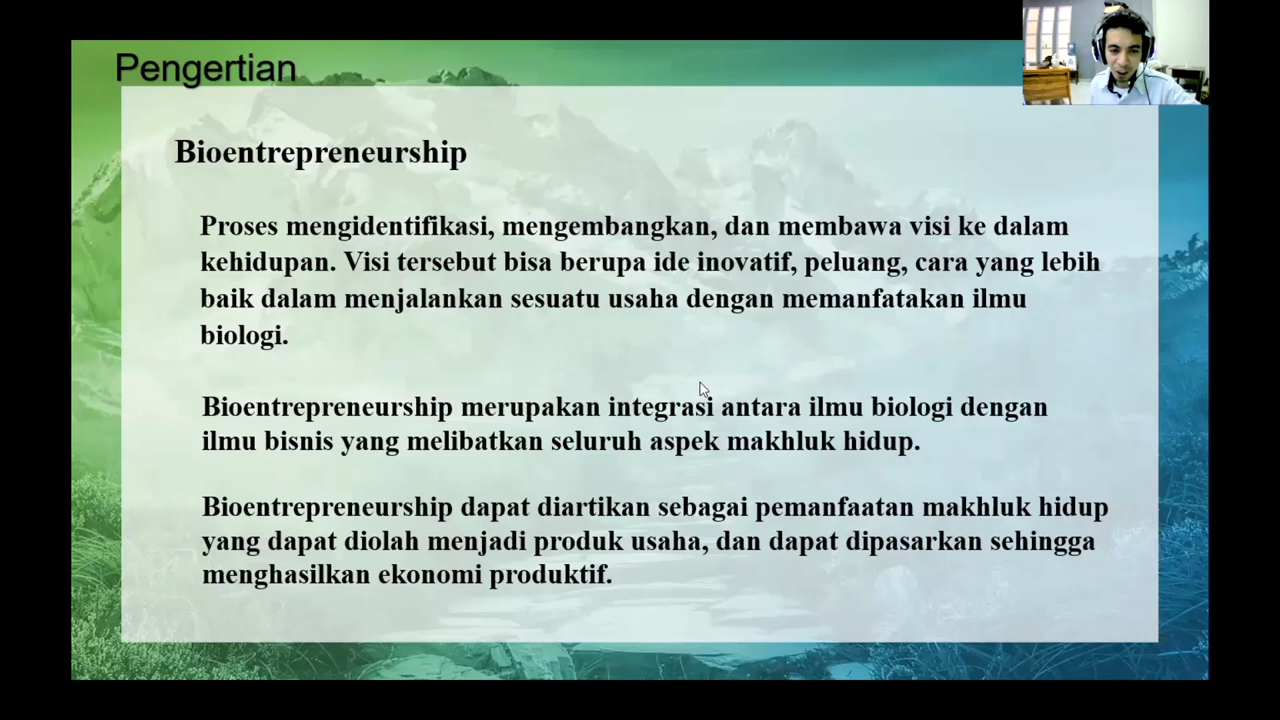 Pengertian
Bioentrepreneurship
Proses mengidentifikasi, mengembangkan, dan membawa visi ke dalam
kehidupan. Visi tersebut bisa berupa ide inovatif, peluang, cara yang lebih
baik dalam menjalankan sesuatu usaha dengan memanfatakan ilmu
biologi.
Bioentrepreneurship merupakan integrasi antara ilmu biologi dengan
ilmu bisnis yang melibatkan seluruh aspek makhluk hidup.
Bioentrepreneurship dapat diartikan sebagai pemanfaatan makhluk hidup
yang dapat diolah menjadi produk usaha, dan dapat dipasarkan sehingga
menghasilkan ekonomi produktif.